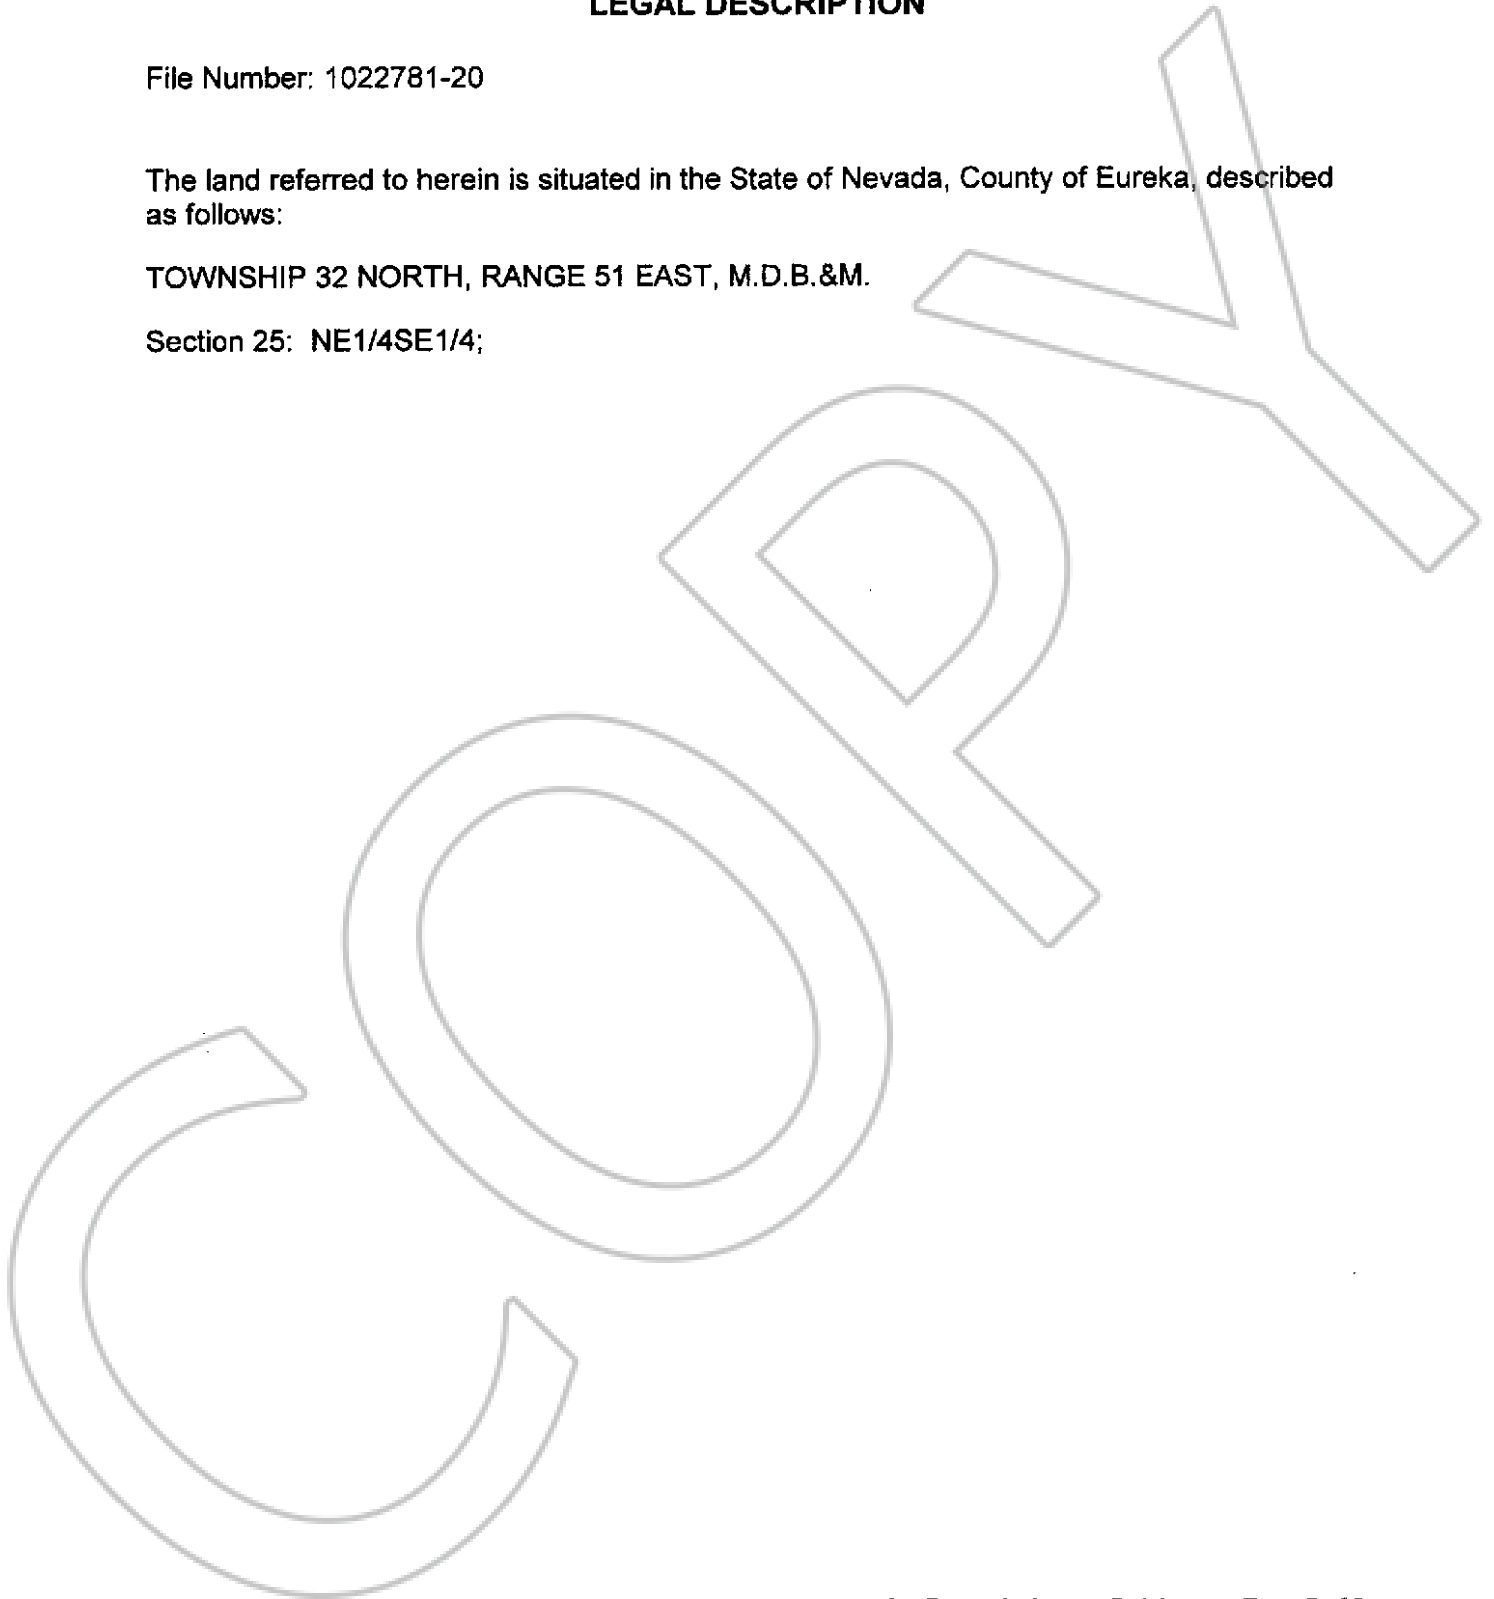 LEGAL DESCRIPTION
File Number: 1022781-20
The land referred to herein is situated in the State of Nevada, County of Eureka, described
as follows:
TOWNSHIP 32 NORTH, RANGE 51 EAST, M.D.B.&M.
Section 25: NE1/4SE1/4;
COPY